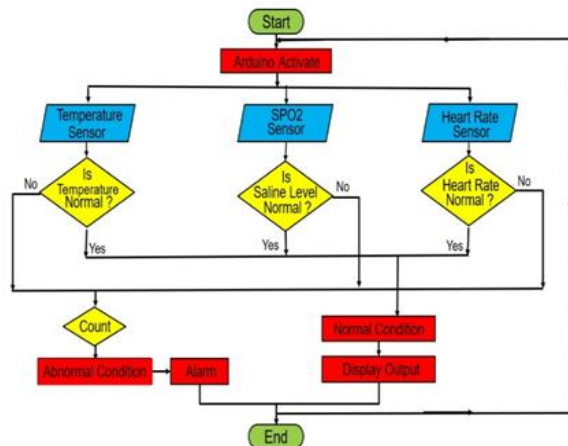 Start
Arduino Activate
Temperature
Sensor
SPO2
Sensor
Heart Rate
Sensor
No
Is
Temperature
Normal ?
Is
Saline Level
Normal ?
No
Is
Heart Rate
Normal ?
No
Yes
Yes
Yes
Count
Normal Condition
Abnormal Condition
Alarm
Display Output
End